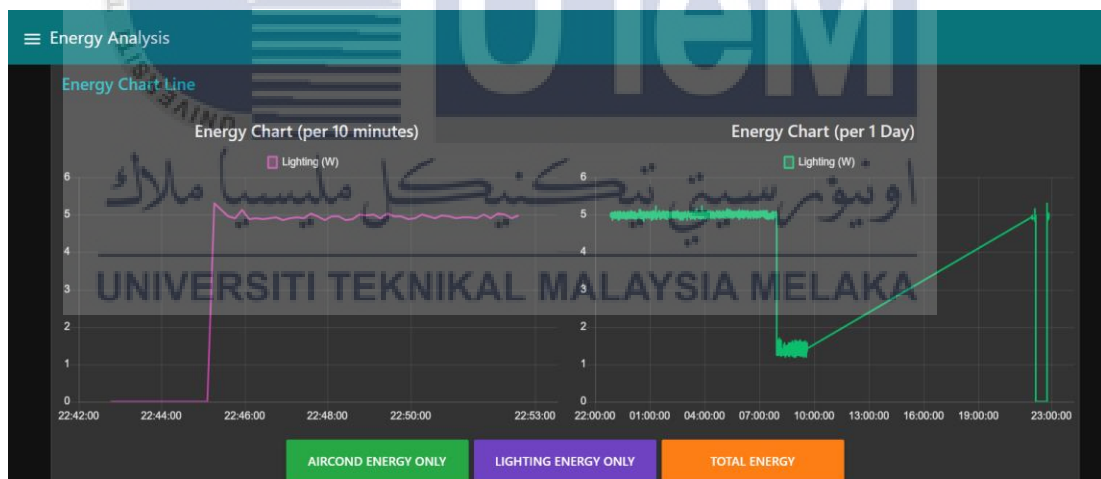 UTeM
Energy Analysis
UNIVERSITI
Energy Chart Line
Energy Chart (per 10 minutes)
Lighting (W)
6
5
4
3
2
1
0
22:42:00 22:44:00 22:46:00 22:48:00 22:50:00 22:53:00
Energy Chart (per 1 Day)
Lighting (W)
6
5
4
3
2
1
0
22:00:00 01:00:00 04:00:00 07:00:00 10:00:00 13:00:00 16:00:00 19:00:00 23:00:00
اونيۏرسيتي تيكنيكل مليسيا ملاك
UNIVERSITI TEKNIKAL MALAYSIA MELAKA
AIRCOND ENERGY ONLY
LIGHTING ENERGY ONLY
TOTAL ENERGY